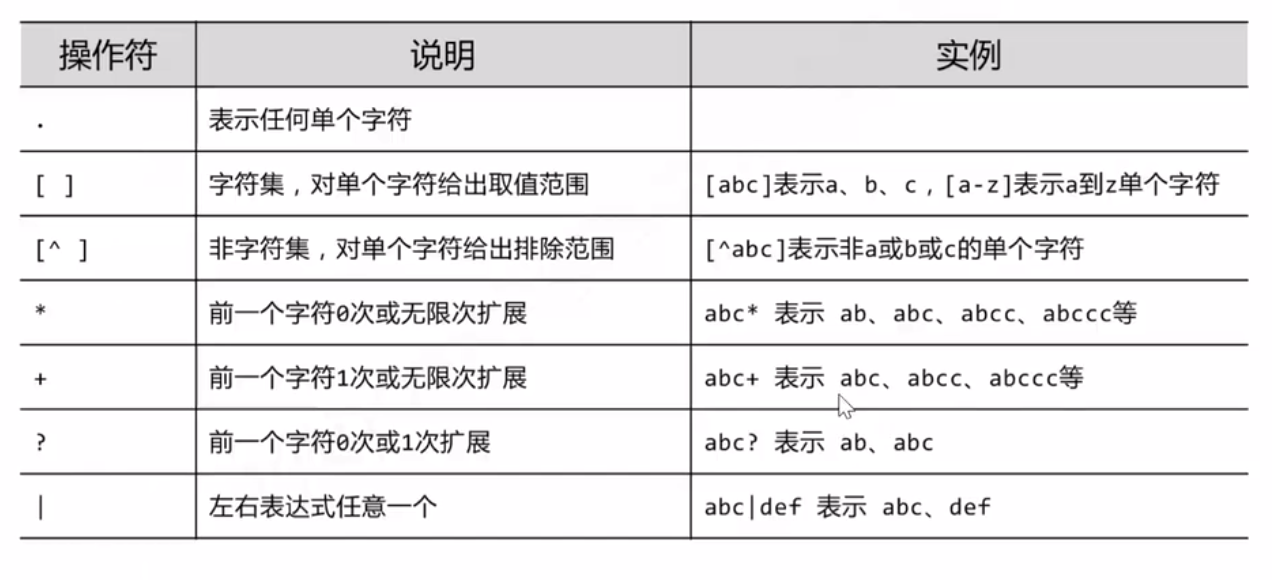 操作符 说明 实例
. 表示任何单个字符
[ ] 字符集，对单个字符给出取值范围 [abc]表示a、b、c，[a-z]表示a到z单个字符
[^ ] 非字符集，对单个字符给出排除范围 [^abc]表示非a或b或c的单个字符
* 前一个字符0次或无限次扩展 abc* 表示 ab、abc、abcc、abccc等
+ 前一个字符1次或无限次扩展 abc+ 表示 abc、abcc、abccc等
? 前一个字符0次或1次扩展 abc? 表示 ab、abc
| 左右表达式任意一个 abc|def 表示 abc、def